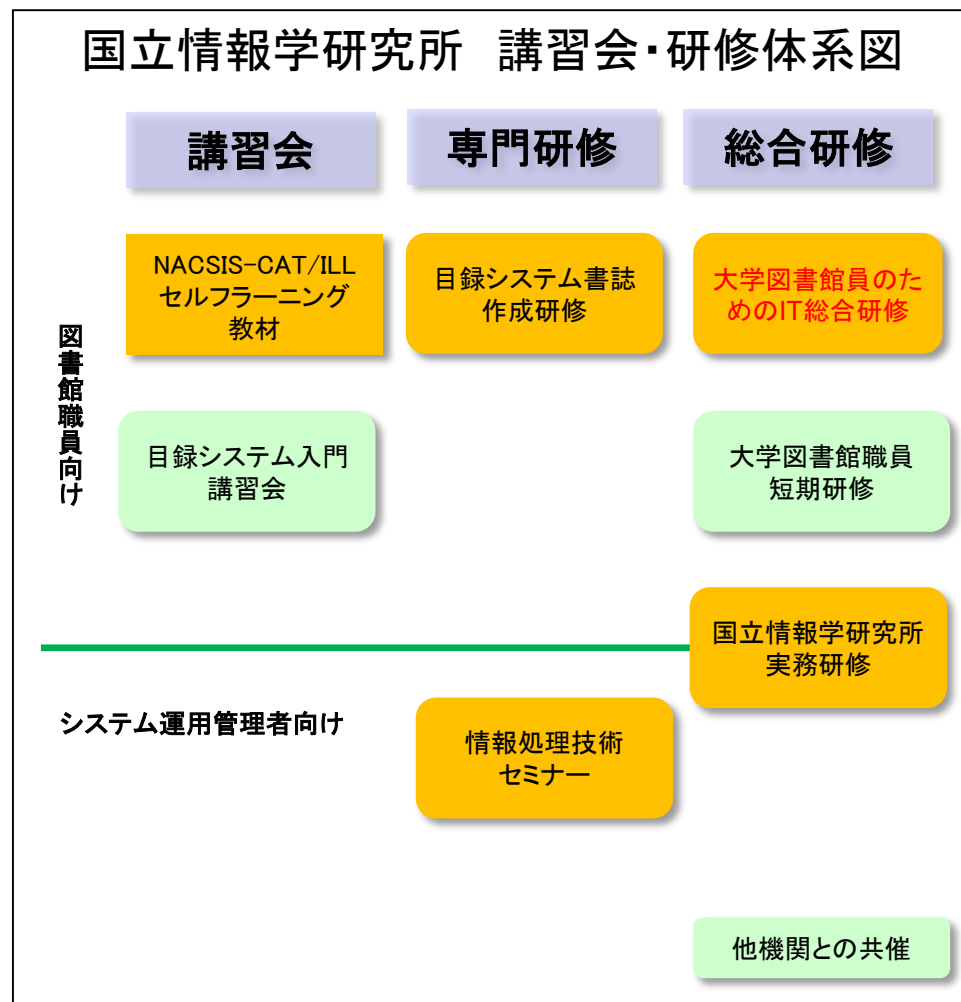 国立情報学研究所　講習会・研修体系図
講習会
専門研修
総合研修
図書館職員向け
NACSIS-CAT/ILL
セルフラーニング
教材
目録システム書誌
作成研修
大学図書館員のた
めのIT総合研修
目録システム入門
講習会
大学図書館職員
短期研修
国立情報学研究所
実務研修
システム運用管理者向け
情報処理技術
セミナー
他機関との共催